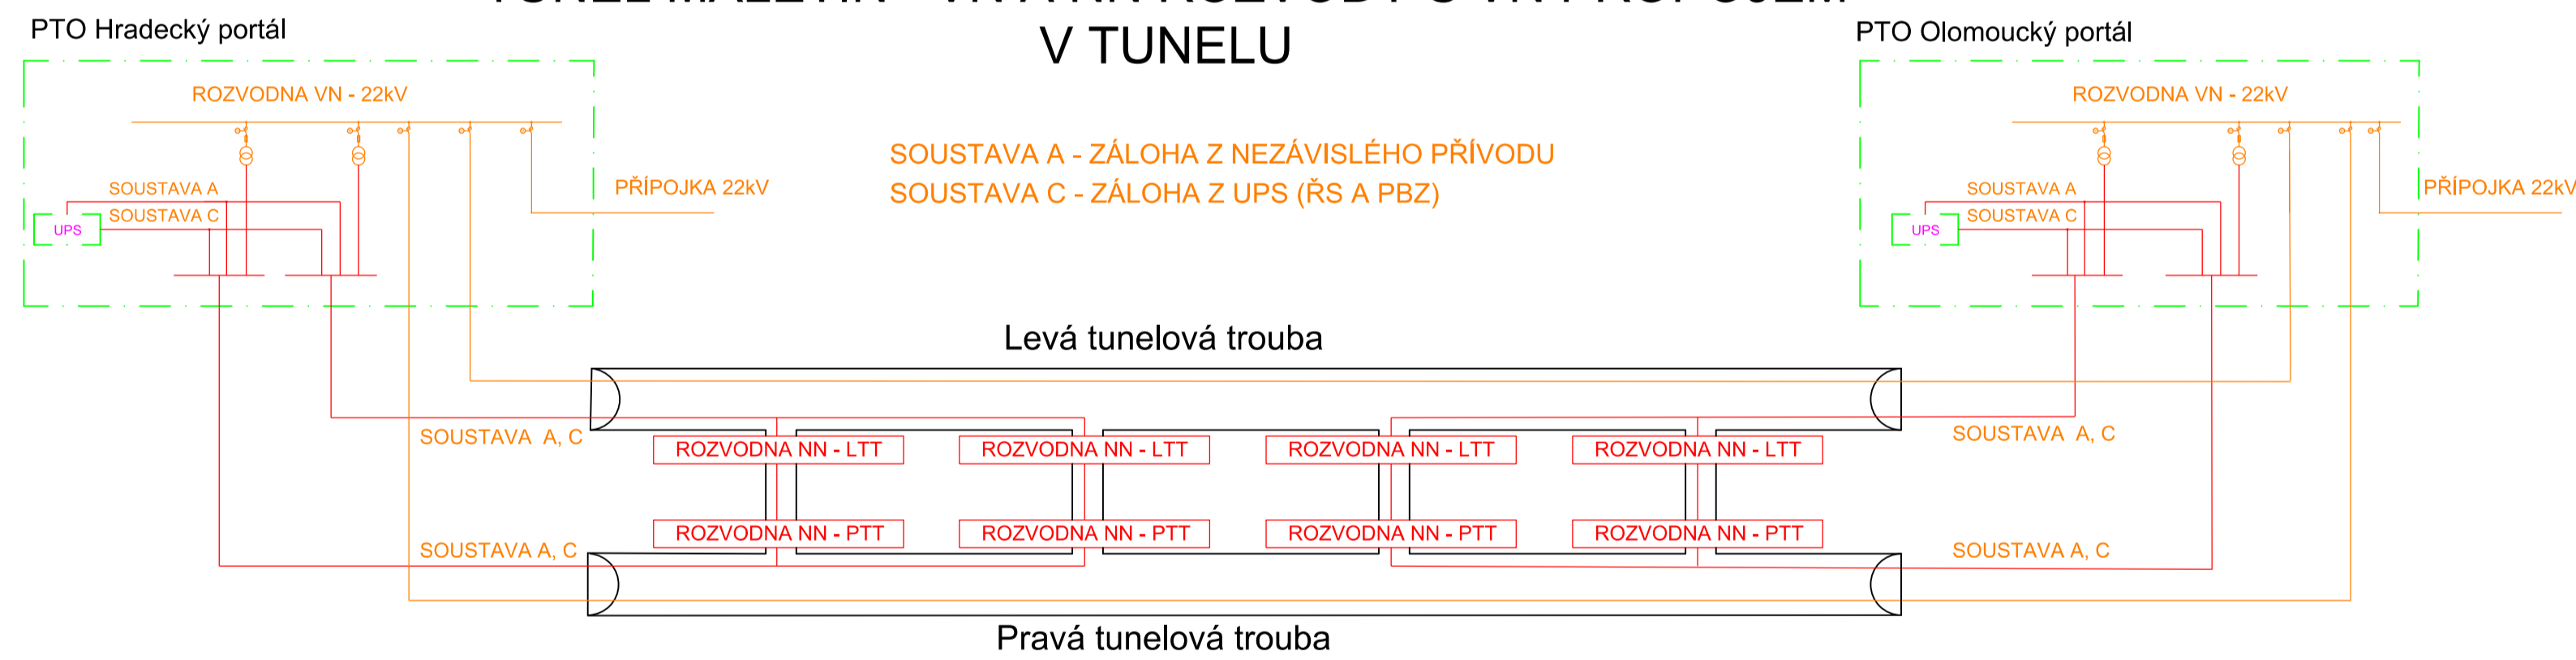 V TUNELU
PTO Hradecký portál
PTO Olomoucký portál
ROZVODNA VN - 22kV
ROZVODNA VN - 22kV
SOUSTAVA A - ZÁLOHA Z NEZÁVISLÉHO PŘÍVODU
SOUSTAVA C - ZÁLOHA Z UPS (ŘS A PBZ)
SOUSTAVA A
SOUSTAVA C
UPS
PŘÍPOJKA 22kV
SOUSTAVA A
SOUSTAVA C
UPS
PŘÍPOJKA 22kV
Levá tunelová trouba
SOUSTAVA A, C
SOUSTAVA A, C
ROZVODNA NN - LTT
ROZVODNA NN - LTT
ROZVODNA NN - LTT
ROZVODNA NN - LTT
ROZVODNA NN - PTT
ROZVODNA NN - PTT
ROZVODNA NN - PTT
ROZVODNA NN - PTT
SOUSTAVA A, C
SOUSTAVA A, C
Pravá tunelová trouba